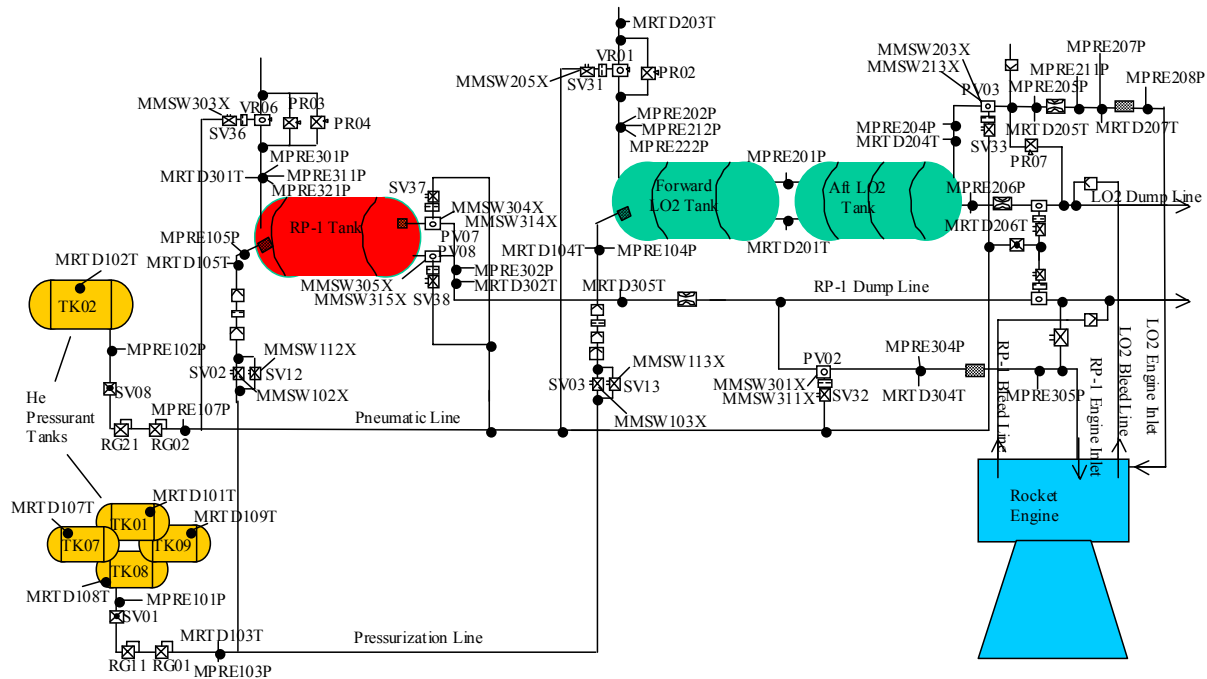 MRTD203T
MMSW203X
MMSW213X
MPRE207P
MPRE211P
MPRE208P
MPRE205P
MMSW205X
VR01
SV31
PR02
PV03
MRTD205T
MRTD207T
MMSW303X
VR06
PR03
PR04
SV36
MPRE202P
MPRE212P
MPRE222P
MPRE204P
MRTD204T
SV33
PR07
MPRE301P
MPRE311P
MRTD301T
MPRE321P
SV37
MPRE201P
MPRE206P
LO2 Dump Line
Forward
LO2 Tank
Aft LO2
Tank
RP-1 Tank
MMSW304X
MMSW314X
PV07
PV08
MRTD206T
MPRE105P
MRTD105T
MRTD104T
MPRE104P
MRTD201T
MRTD102T
TK02
MMSW305X
MMSW315X
SV38
MPRE302P
MRTD302T
MRTD305T
RP-1 Dump Line
MPRE102P
SV08
He
Pressurant
Tanks
MMSW112X
SV02
SV12
MMSW102X
MMSW113X
SV03
SV13
MMSW103X
PV02
MMSW301X
MMSW311X
SV32
MPRE304P
MRTD304T
MPRE305P
RP-1 Bleed Line
RP-1 Engine Inlet
LO2 Bleed Line
LO2 Engine Inlet
MPRE107P
RG21
RG02
Pneumatic Line
MRTD107T
MRTD101T
MRTD109T
TK01
TK07
TK09
TK08
MRTD108T
MPRE101P
SV01
Rocket
Engine
MRTD103T
RG11
RG01
MPRE103P
Pressurization Line